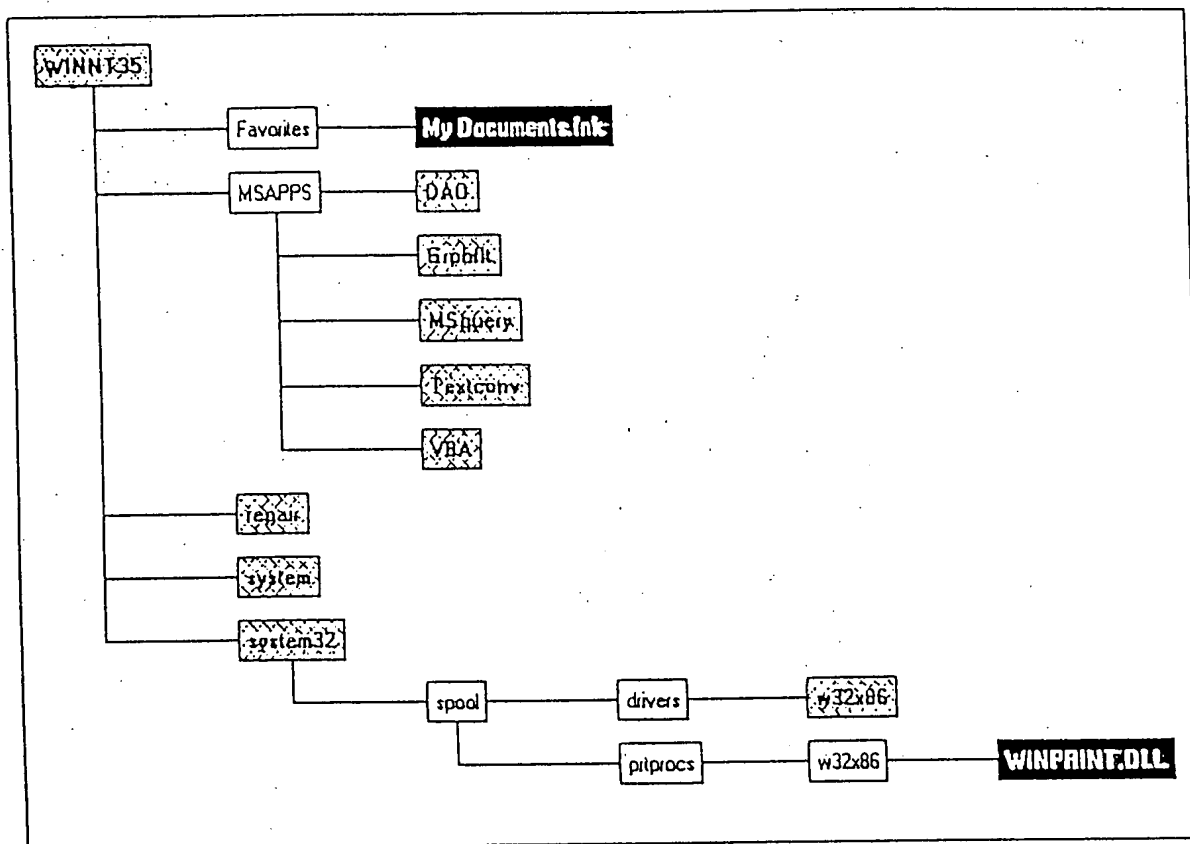 WINNT35
Favorites
My Documents.lnk
MSAPPS
DAO
Grphflt
MSquery
Textconv
VBA
repair
system
system32
spool
drivers
w32x86
prtprocs
w32x86
WINPRINT.DLL